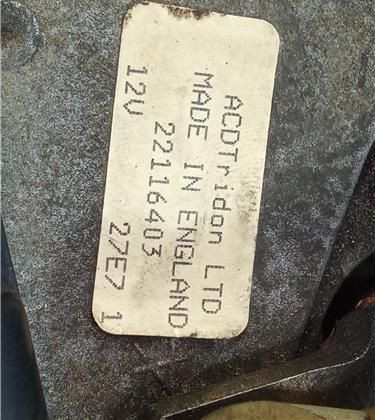 ACDTridon LTD
MADE IN ENGLAND
22116403
12V 27E7 1